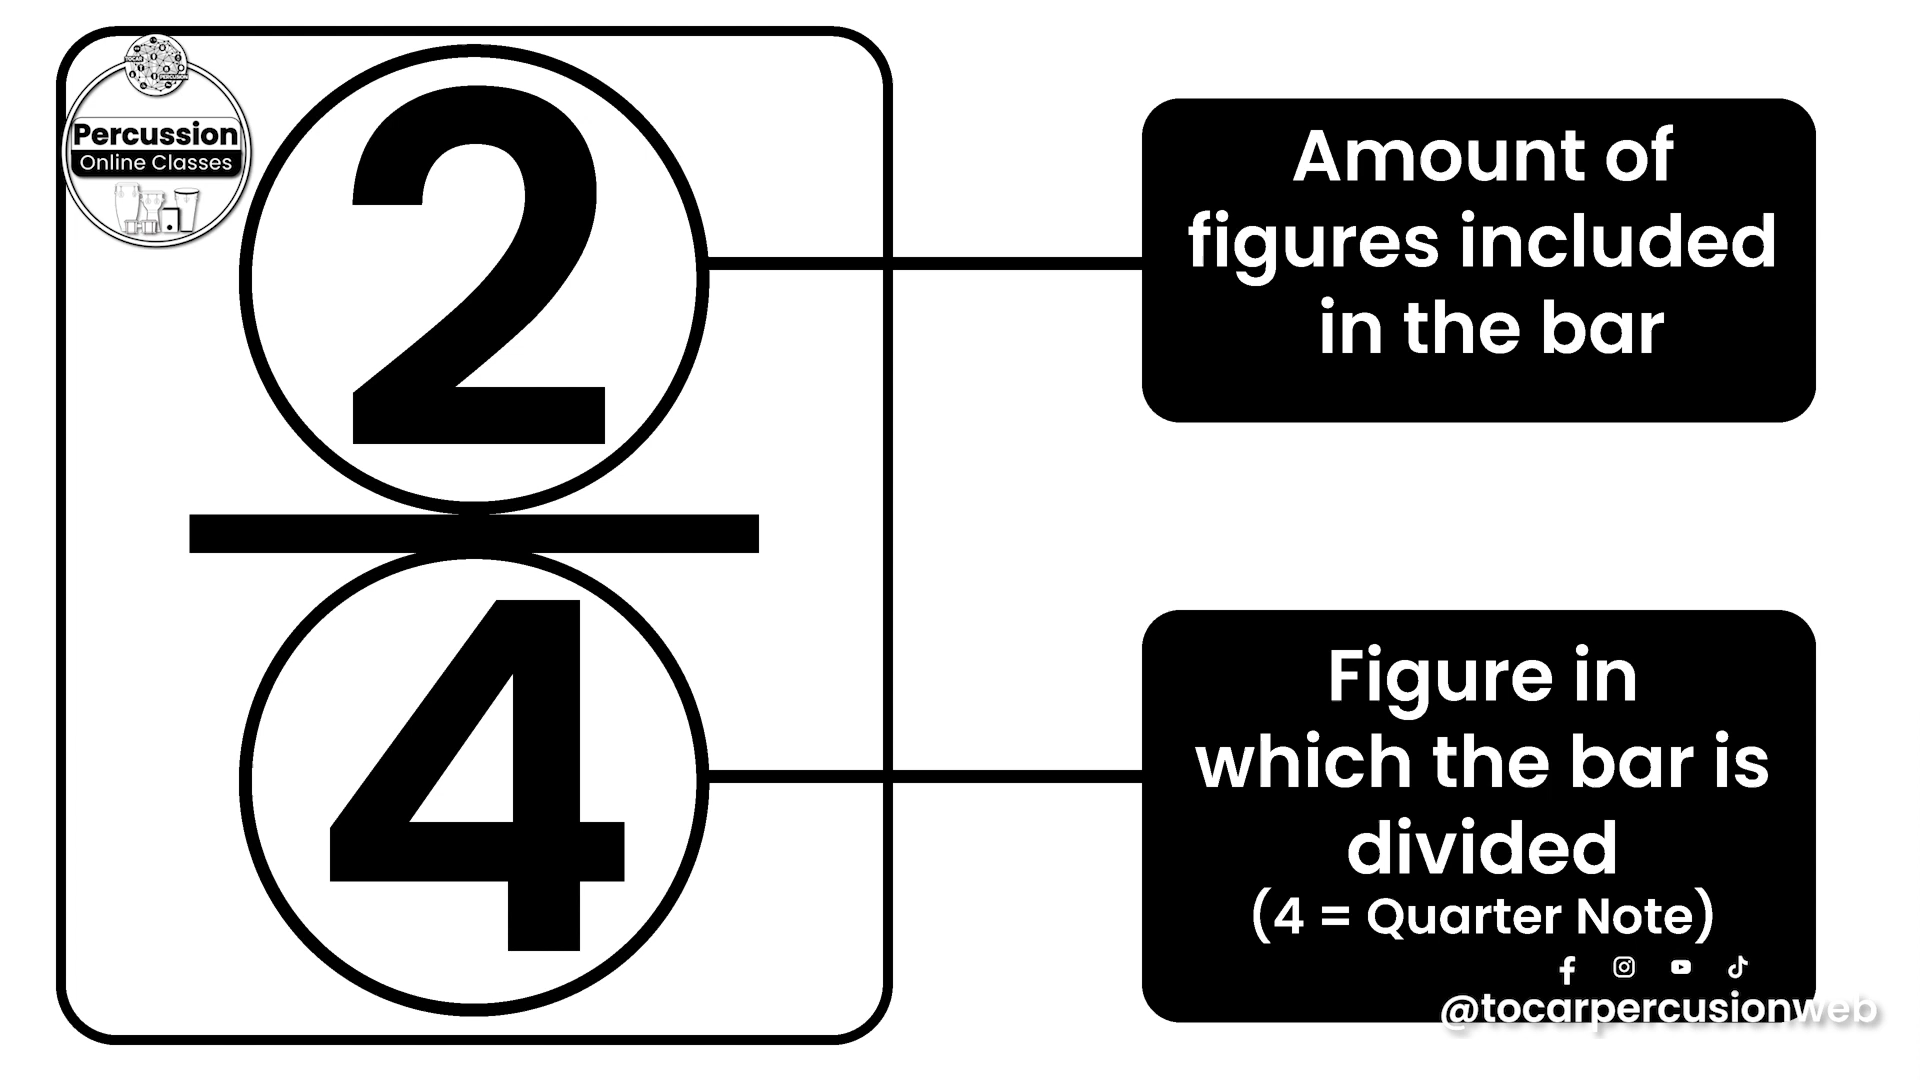 Percussion
Online Classes
2
4
Amount of
figures included
in the bar
Figure in
which the bar is
divided
(4 = Quarter Note)
@tocarpercusionweb